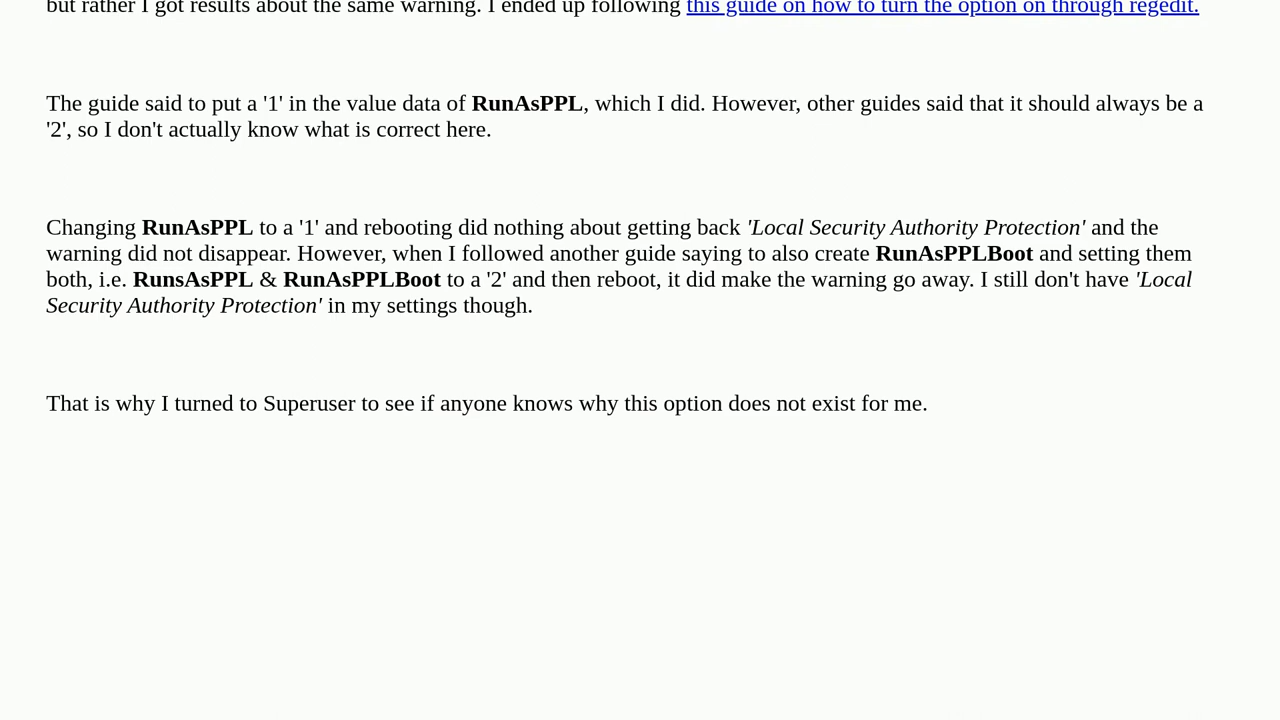 but rather I got results about the same warning. I ended up following this guide on how to turn the option on through regedit.
The guide said to put a '1' in the value data of RunAsPPL, which I did. However, other guides said that it should always be a
'2', so I don't actually know what is correct here.
Changing RunAsPPL to a '1' and rebooting did nothing about getting back 'Local Security Authority Protection' and the
warning did not disappear. However, when I followed another guide saying to also create RunAsPPLBoot and setting them
both, i.e. RunsAsPPL & RunAsPPLBoot to a '2' and then reboot, it did make the warning go away. I still don't have 'Local
Security Authority Protection' in my settings though.
That is why I turned to Superuser to see if anyone knows why this option does not exist for me.